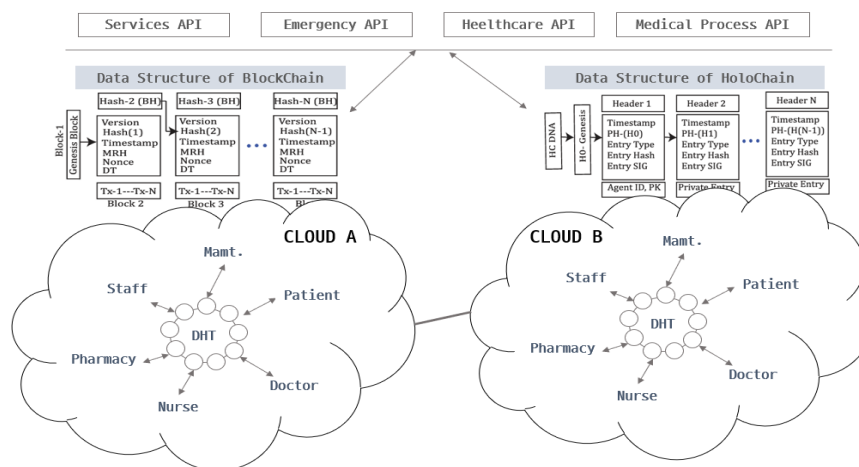 Services API
Emergency API
Heelthcare API
Medical Process API
Data Structure of BlockChain
Data Structure of HoloChain
Block-1
Genesis Block
Hash-2 (BH)
Version
Hash(1)
Timestamp
MRH
Nonce
DT
Tx-1---Tx-N
Block 2
Hash-3 (BH)
Version
Hash(2)
Timestamp
MRH
Nonce
DT
Tx-1---Tx-N
Block 3
...
Hash-N (BH)
Version
Hash(N-1)
Timestamp
MRH
Nonce
DT
Tx-1---Tx-N
HC DNA
H0- Genesis
Header 1
Timestamp
PH-(H0)
Entry Type
Entry Hash
Entry SIG
Agent ID, PK
Header 2
Timestamp
PH-(H1)
Entry Type
Entry Hash
Entry SIG
Private Entry
...
Header N
Timestamp
PH-(H(N-1))
Entry Type
Entry Hash
Entry SIG
Private Entry
CLOUD A
Mamt.
Staff
Patient
DHT
Pharmacy
Doctor
Nurse
CLOUD B
Mamt.
Staff
Patient
DHT
Pharmacy
Doctor
Nurse